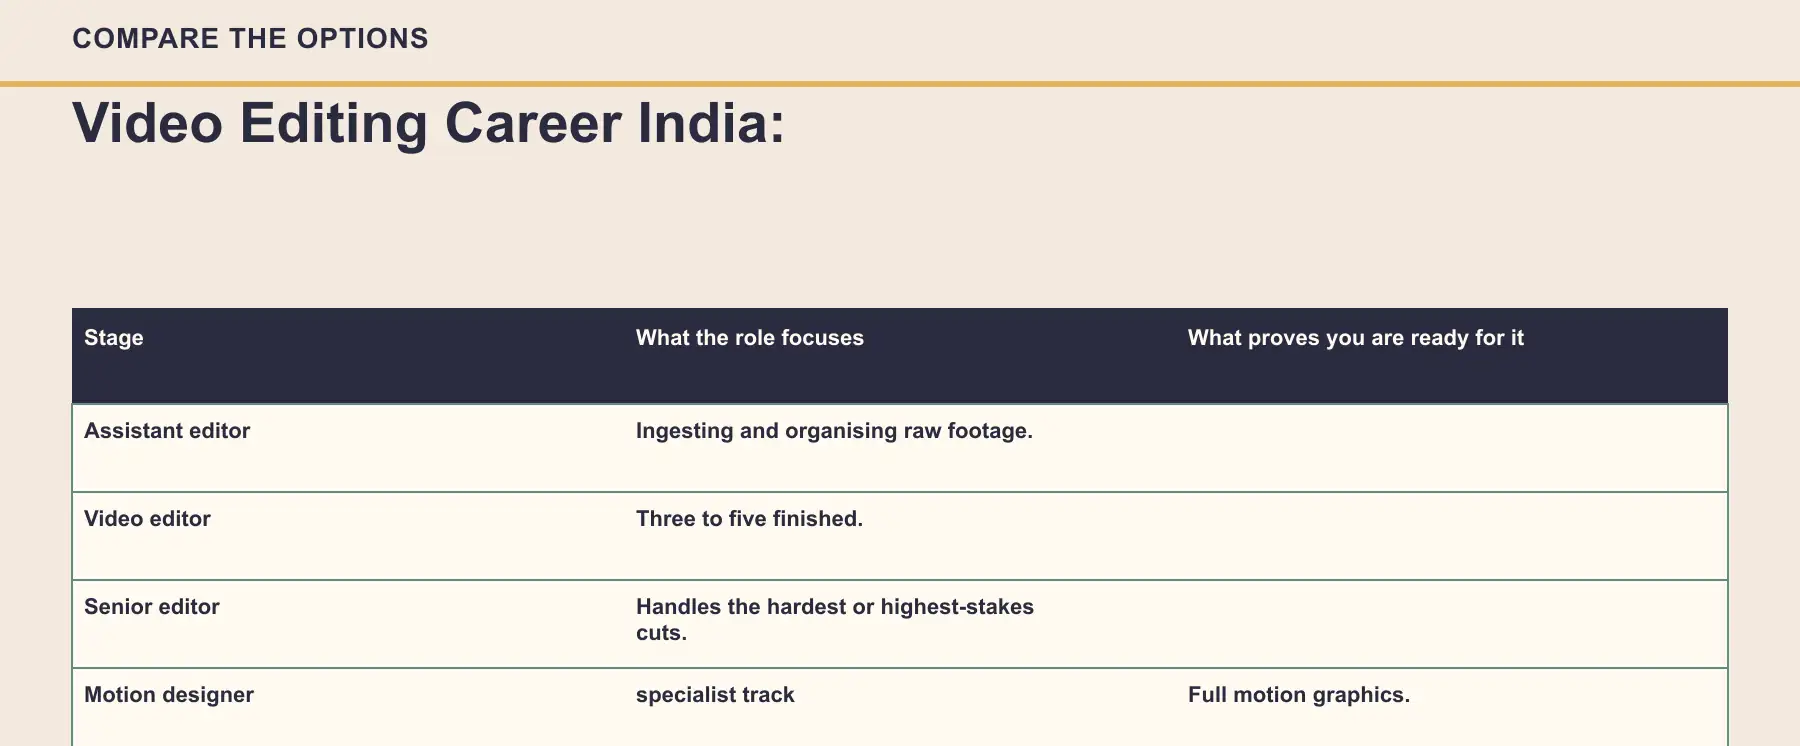 COMPARE THE OPTIONS
Video Editing Career India:
Stage What the role focuses What proves you are ready for it
Assistant editor Ingesting and organising raw footage.
Video editor Three to five finished.
Senior editor Handles the hardest or highest-stakes
cuts.
Motion designer specialist track Full motion graphics.